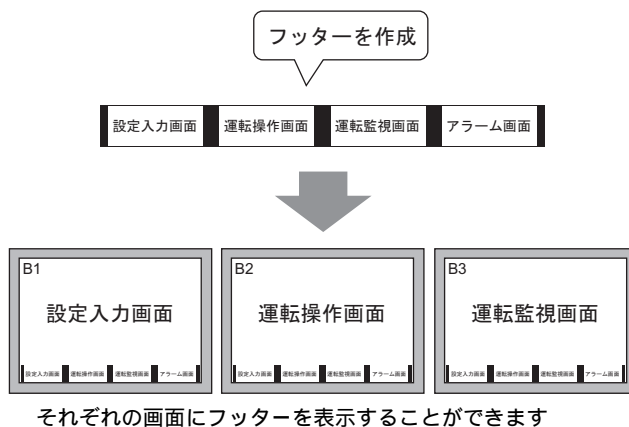 フッターを作成
設定入力画面 運転操作画面 運転監視画面 アラーム画面
B1 B2 B3
設定入力画面 運転操作画面 運転監視画面
設定入力画面 運転操作画面 運転監視画面 アラーム画面 設定入力画面 運転操作画面 運転監視画面 アラーム画面 設定入力画面 運転操作画面 運転監視画面 アラーム画面
それぞれの画面にフッターを表示することができます